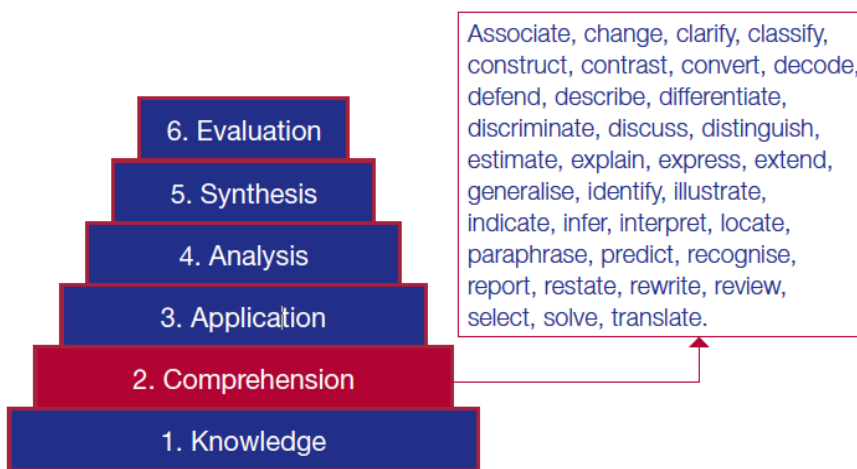 Associate, change, clarify, classify,
construct, contrast, convert, decode,
defend, describe, differentiate,
discriminate, discuss, distinguish,
estimate, explain, express, extend,
generalise, identify, illustrate,
indicate, infer, interpret, locate,
paraphrase, predict, recognise,
report, restate, rewrite, review,
select, solve, translate.
6. Evaluation
5. Synthesis
4. Analysis
3. Application
2. Comprehension
1. Knowledge